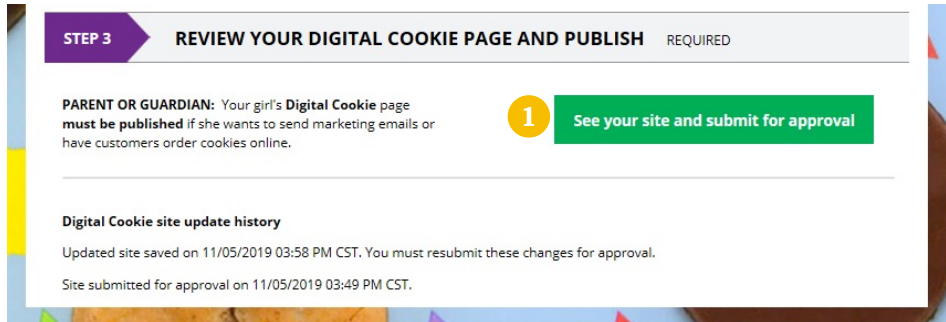 STEP 3 REVIEW YOUR DIGITAL COOKIE PAGE AND PUBLISH REQUIRED
PARENT OR GUARDIAN: Your girl's Digital Cookie page
must be published if she wants to send marketing emails or
have customers order cookies online.
1 See your site and submit for approval
Digital Cookie site update history
Updated site saved on 11/05/2019 03:58 PM CST. You must resubmit these changes for approval.
Site submitted for approval on 11/05/2019 03:49 PM CST.